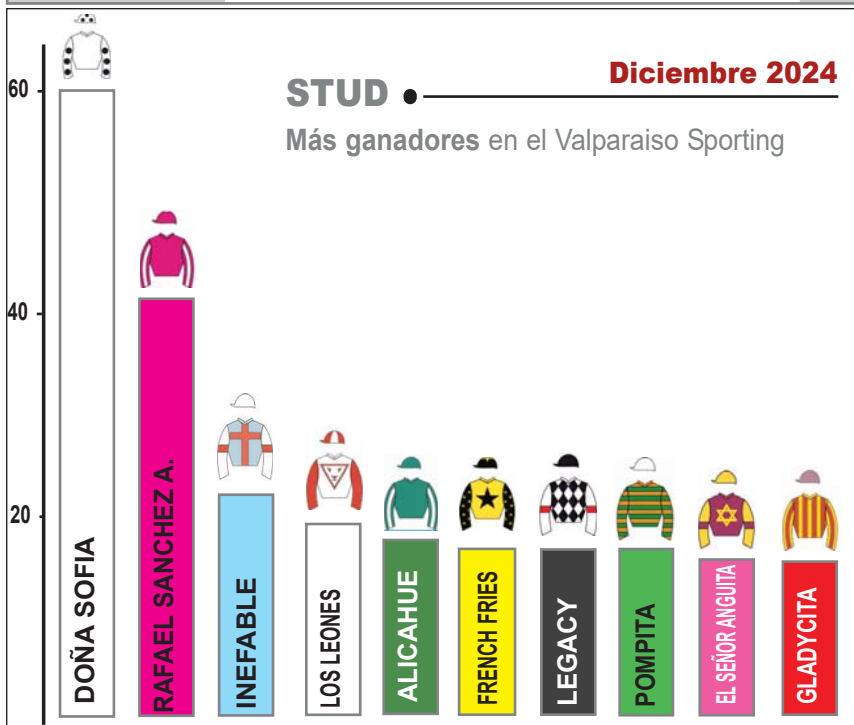 Diciembre 2024
STUD
Más ganadores en el Valparaiso Sporting
60
40
20
DOÑA SOFIA
RAFAEL SANCHEZ A.
INEFABLE
LOS LEONES
ALICAHUE
FRENCH FRIES
LEGACY
POMPITA
EL SEÑOR ANGUITA
GLADYCITA